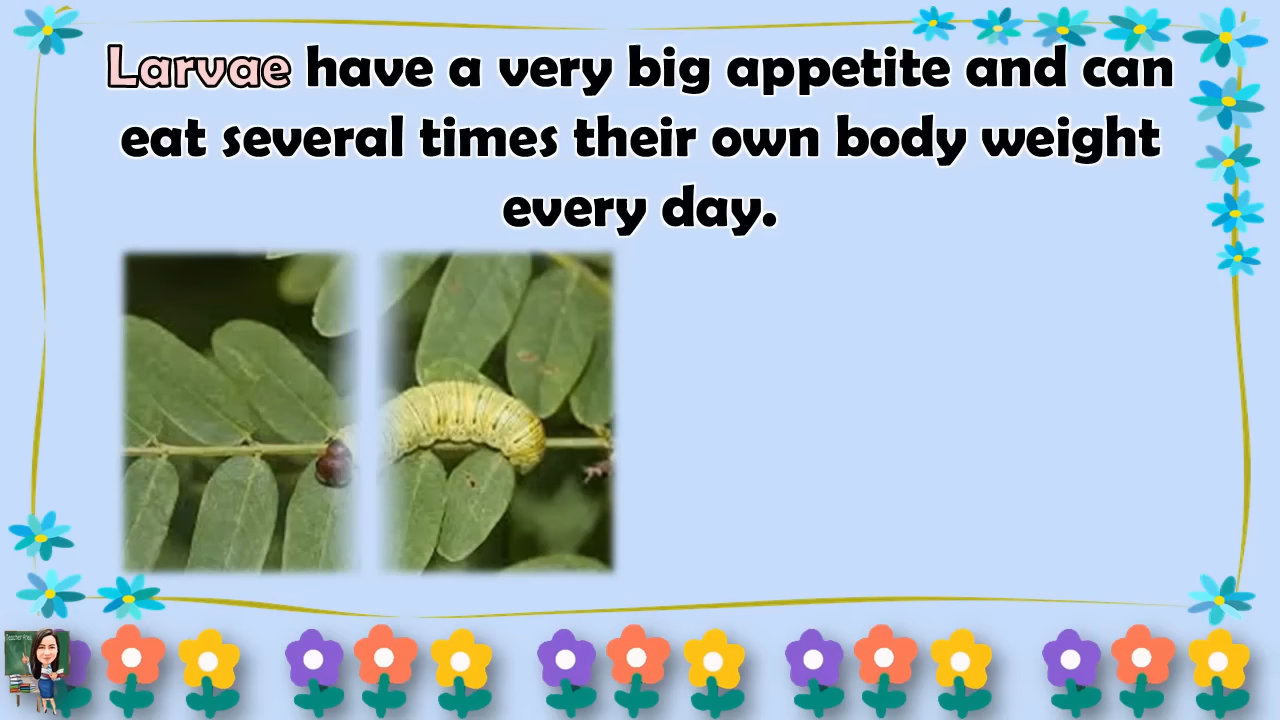 Larvae have a very big appetite and can
eat several times their own body weight
every day.